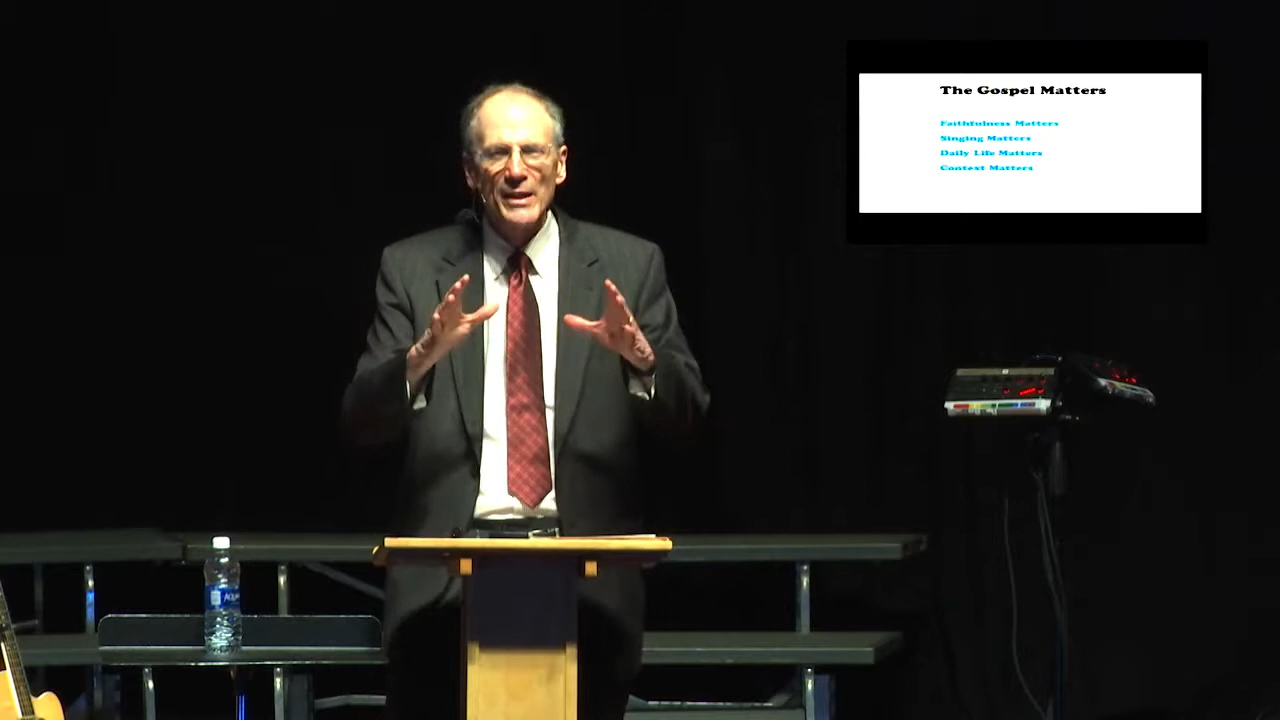 The Gospel Matters
Faithfulness Matters
Singing Matters
Daily Life Matters
Context Matters